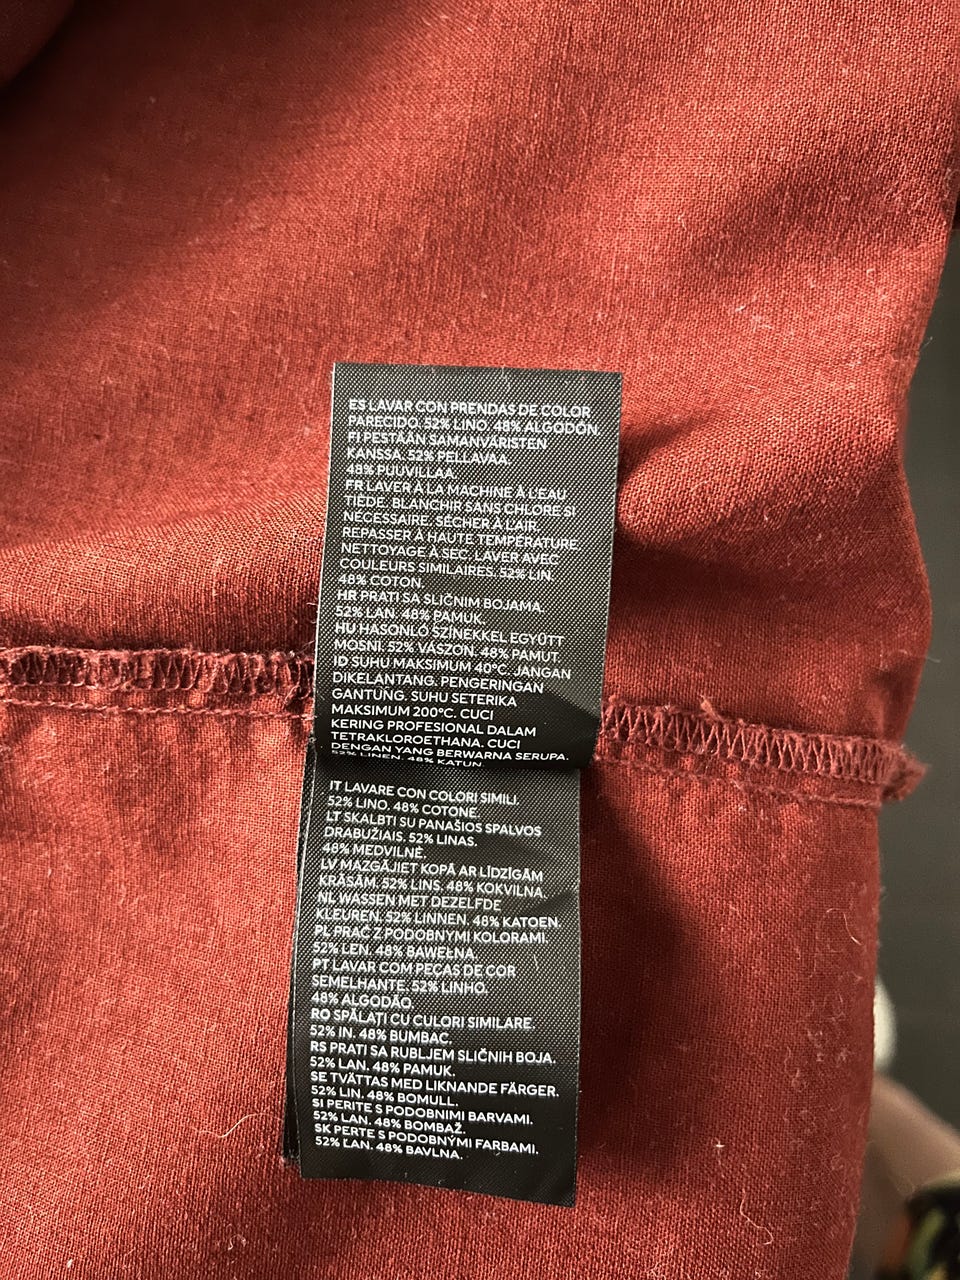 ES LAVAR CON PRENDAS DE COLOR
PARECIDO. 52% LINO. 48% ALGODÓN.
FI PESTÄÄN SAMANVÄRISTEN
KANSSA. 52% PELLAVAA.
48% PUUVILLAA.
FR LAVER À LA MACHINE À L'EAU
TIÈDE. BLANCHIR SANS CHLORE SI
NÉCESSAIRE. SÉCHER À L'AIR.
REPASSER À HAUTE TEMPÉRATURE.
NETTOYAGE À SEC. LAVER AVEC
COULEURS SIMILAIRES. 52% LIN.
48% COTON.
HR PRATI SA SLIČNIM BOJAMA.
52% LAN. 48% PAMUK.
HU HASONLÓ SZÍNEKKEL EGYÜTT
MOSNI. 52% VÁSZON. 48% PAMUT.
ID SUHU MAKSIMUM 40°C. JANGAN
DIKELANTANG. PENGERINGAN
GANTUNG. SUHU SETERIKA
MAKSIMUM 200°C. CUCI
KERING PROFESIONAL DALAM
TETRAKLOROETHANA. CUCI
DENGAN YANG BERWARNA SERUPA.
52% LINEN. 48% KATUN.
IT LAVARE CON COLORI SIMILI.
52% LINO. 48% COTONE.
LT SKALBTI SU PANAŠIOS SPALVOS
DRABUŽIAIS. 52% LINAS.
48% MEDVILNĖ.
LV MAZGĀJIET KOPĀ AR LĪDZĪGĀM
KRĀSĀM. 52% LINS. 48% KOKVILNA.
NL WASSEN MET DEZELFDE
KLEUREN. 52% LINNEN. 48% KATOEN.
PL PRAĆ Z PODOBNYMI KOLORAMI.
52% LEN. 48% BAWEŁNA.
PT LAVAR COM PEÇAS DE COR
SEMELHANTE. 52% LINHO.
48% ALGODÃO.
RO SPĂLAȚI CU CULORI SIMILARE.
52% IN. 48% BUMBAC.
RS PRATI SA RUBLJEM SLIČNIH BOJA.
52% LAN. 48% PAMUK.
SE TVÄTTAS MED LIKNANDE FÄRGER.
52% LIN. 48% BOMULL.
SI PERITE S PODOBNIMI BARVAMI.
52% LAN. 48% BOMBAŽ.
SK PERTE S PODOBNÝMI FARBAMI.
52% ĽAN. 48% BAVLNA.